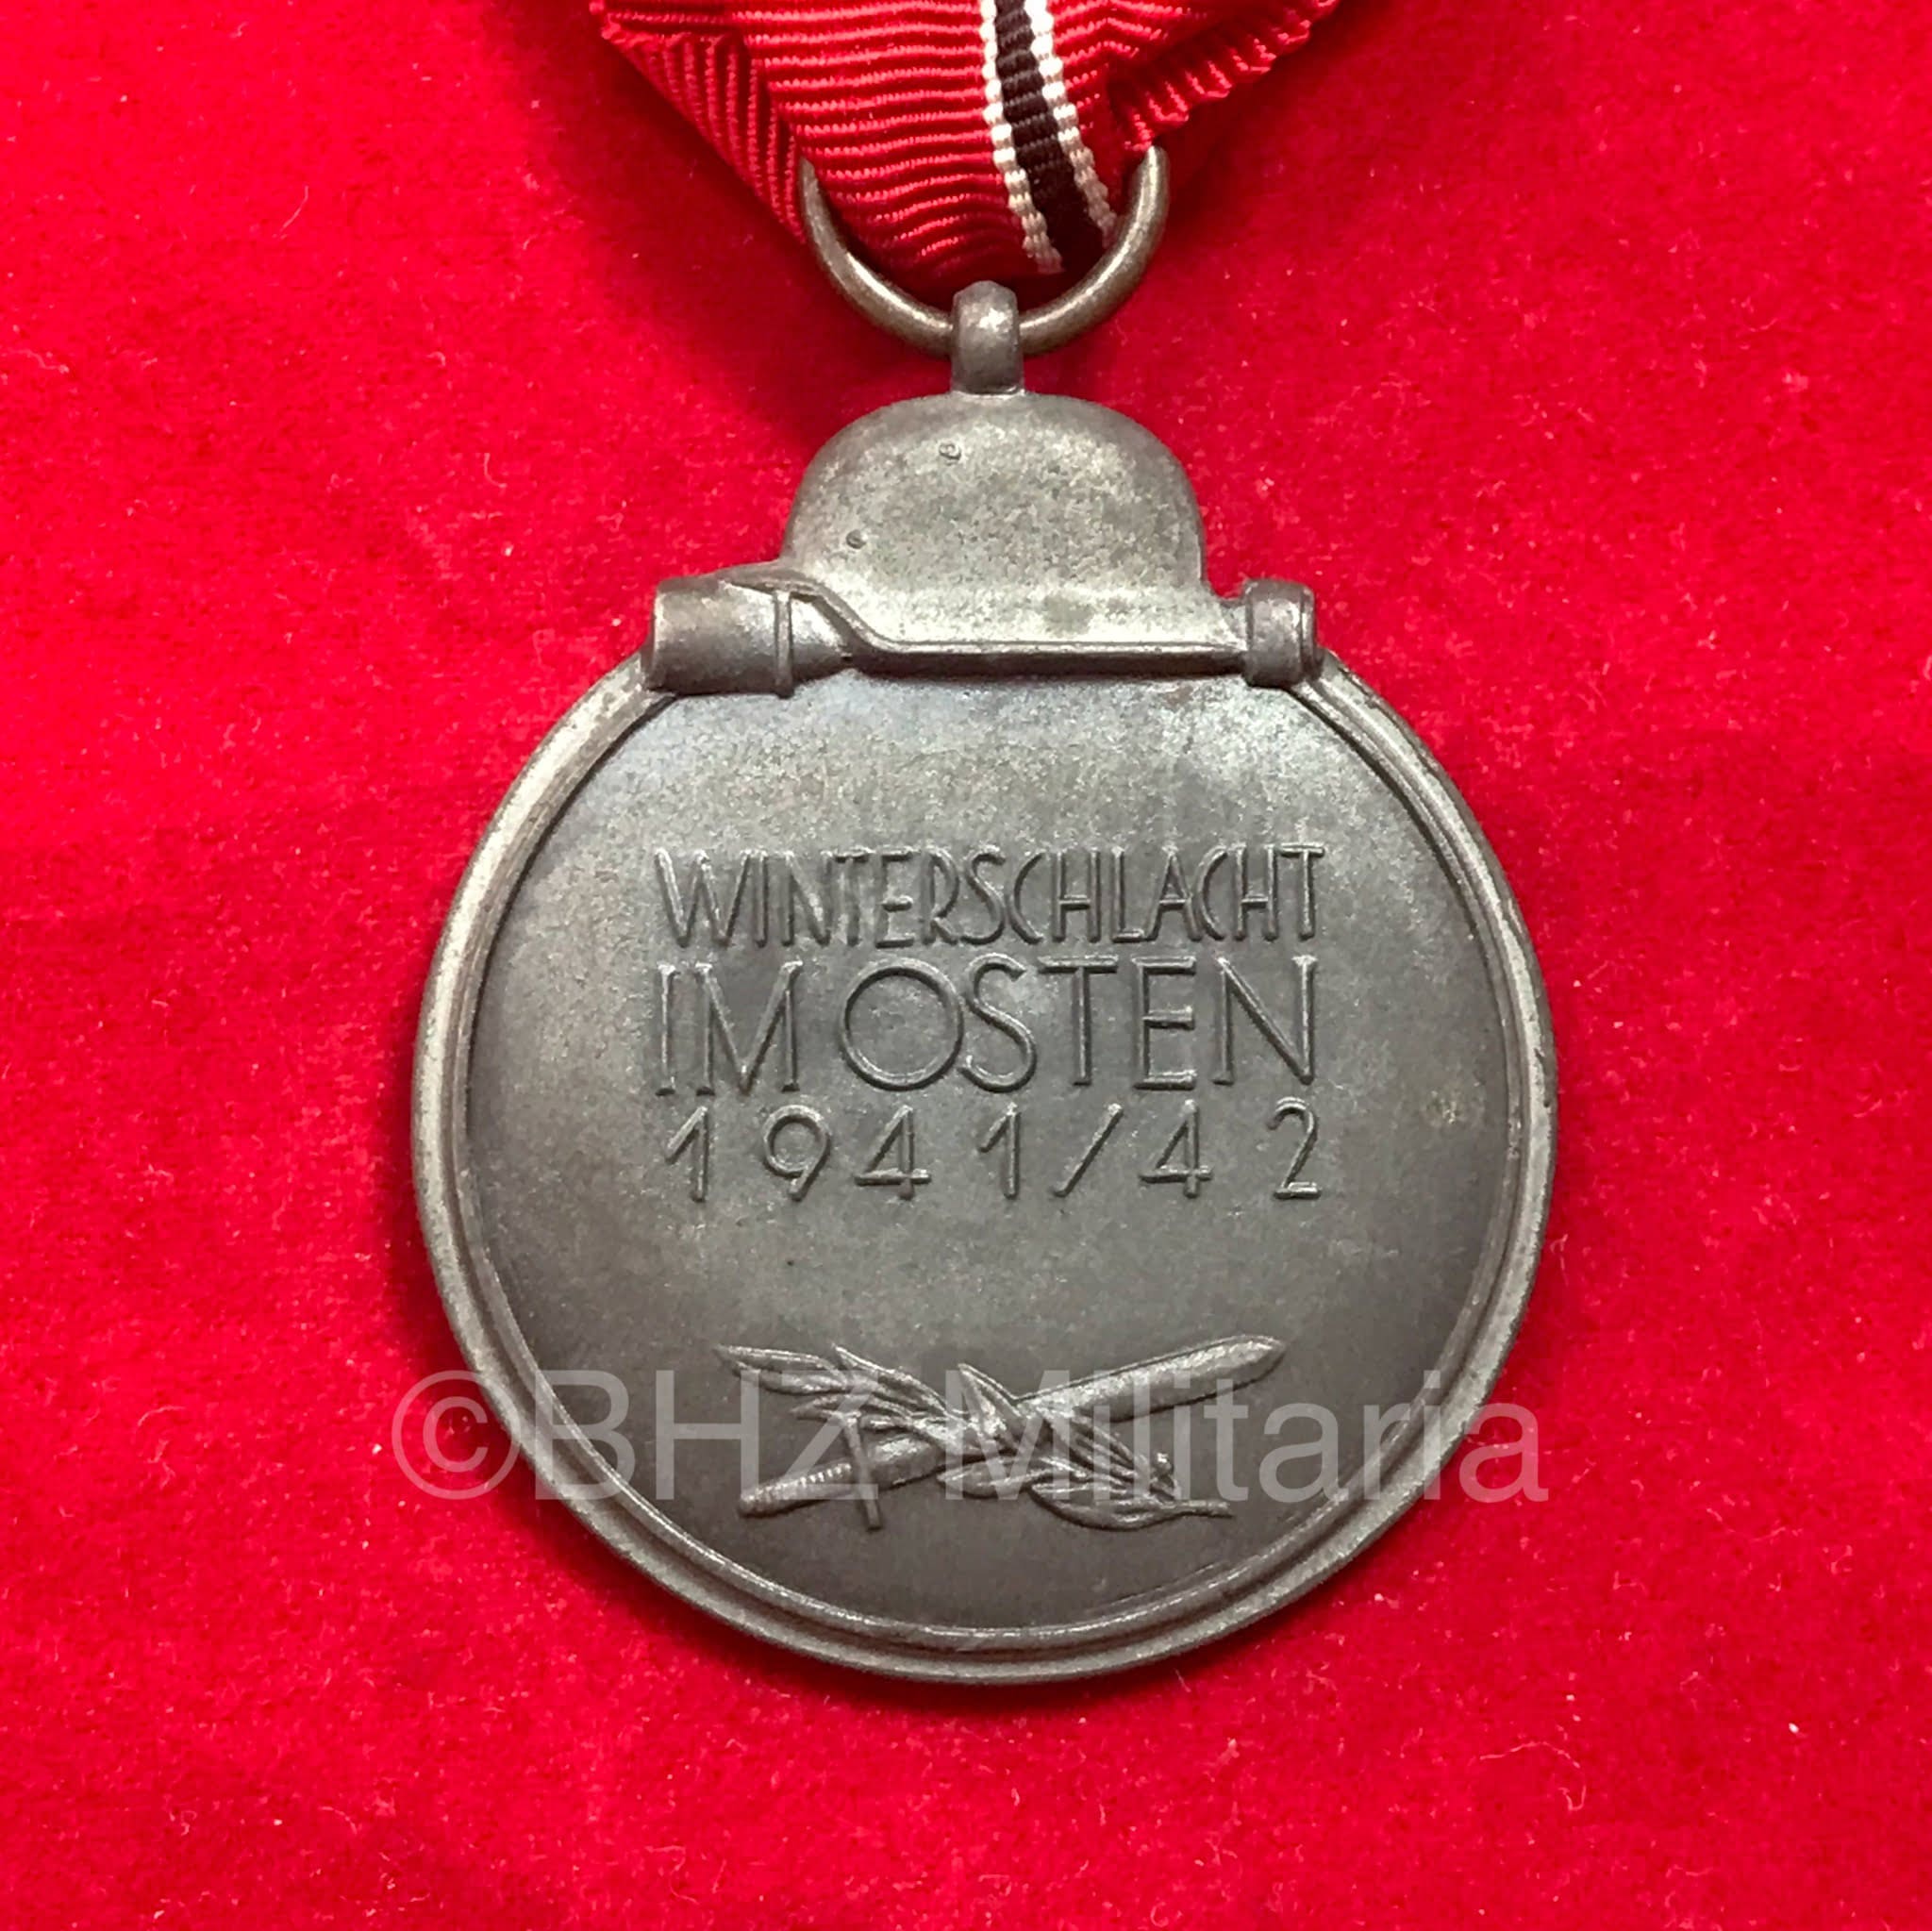 WINTERSCHLACHT
IM OSTEN
1941/42
©BHZ Militaria